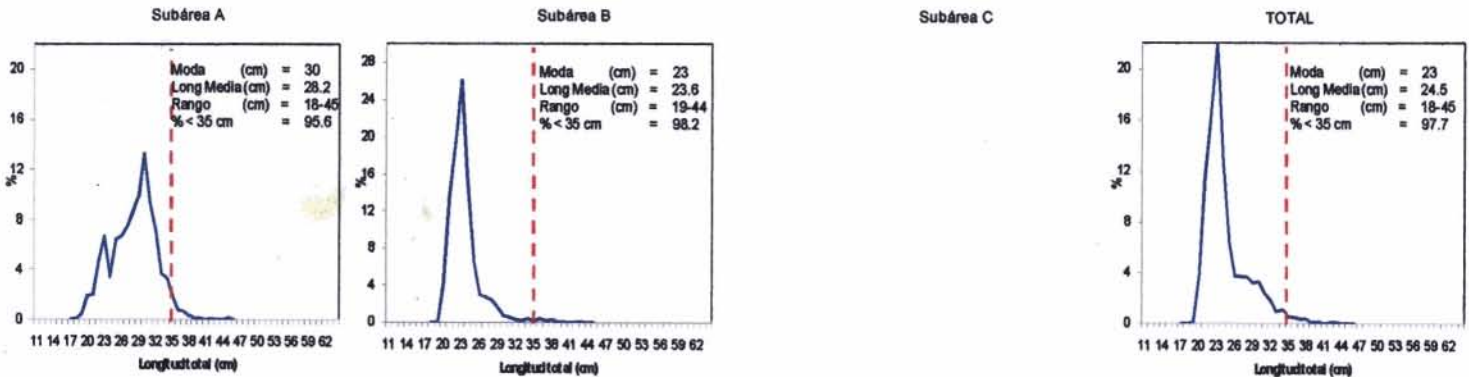 Subárea A
Moda (cm) = 30
Long Media (cm) = 28.2
Rango (cm) = 18-45
% < 35 cm = 95.6
20
16
12
8
4
0
%
11 14 17 20 23 26 29 32 35 38 41 44 47 50 53 56 59 62
Longitud total (cm)
Subárea B
Moda (cm) = 23
Long Media (cm) = 23.6
Rango (cm) = 19-44
% < 35 cm = 98.2
28
24
20
16
12
8
4
0
%
11 14 17 20 23 26 29 32 35 38 41 44 47 50 53 56 59 62
Longitud total (cm)
Subárea C
TOTAL
Moda (cm) = 23
Long Media (cm) = 24.5
Rango (cm) = 18-45
% < 35 cm = 97.7
20
16
12
8
4
0
%
11 14 17 20 23 26 29 32 35 38 41 44 47 50 53 56 59 62
Longitud total (cm)